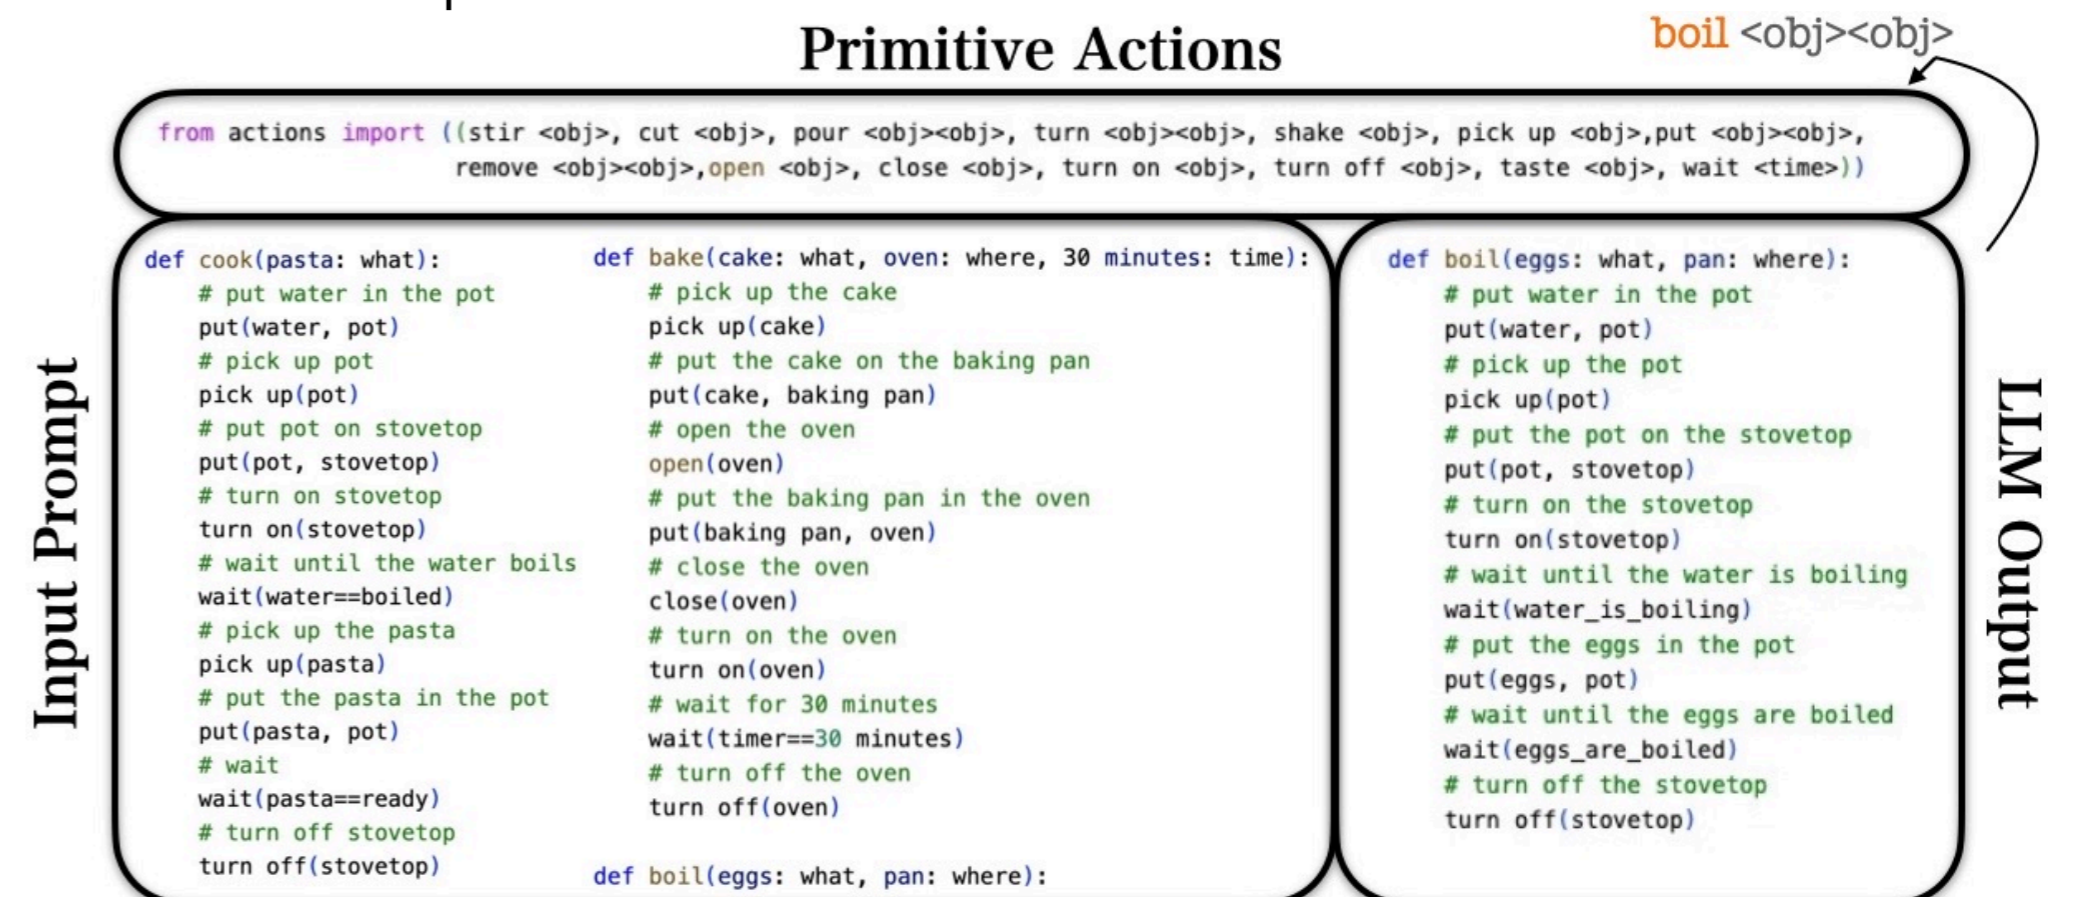 Primitive Actions
boil <obj><obj>
from actions import ((stir <obj>, cut <obj>, pour <obj><obj>, turn <obj><obj>, shake <obj>, pick up <obj>,put <obj><obj>,
remove <obj><obj>,open <obj>, close <obj>, turn on <obj>, turn off <obj>, taste <obj>, wait <time>))
Input Prompt
def cook(pasta: what):
# put water in the pot
put(water, pot)
# pick up pot
pick up(pot)
# put pot on stovetop
put(pot, stovetop)
# turn on stovetop
turn on(stovetop)
# wait until the water boils
wait(water==boiled)
# pick up the pasta
pick up(pasta)
# put the pasta in the pot
put(pasta, pot)
# wait
wait(pasta==ready)
# turn off stovetop
turn off(stovetop)
def bake(cake: what, oven: where, 30 minutes: time):
# pick up the cake
pick up(cake)
# put the cake on the baking pan
put(cake, baking pan)
# open the oven
open(oven)
# put the baking pan in the oven
put(baking pan, oven)
# close the oven
close(oven)
# turn on the oven
turn on(oven)
# wait for 30 minutes
wait(timer==30 minutes)
# turn off the oven
turn off(oven)
def boil(eggs: what, pan: where):
def boil(eggs: what, pan: where):
# put water in the pot
put(water, pot)
# pick up the pot
pick up(pot)
# put the pot on the stovetop
put(pot, stovetop)
# turn on the stovetop
turn on(stovetop)
# wait until the water is boiling
wait(water_is_boiling)
# put the eggs in the pot
put(eggs, pot)
# wait until the eggs are boiled
wait(eggs_are_boiled)
# turn off the stovetop
turn off(stovetop)
LLM Output